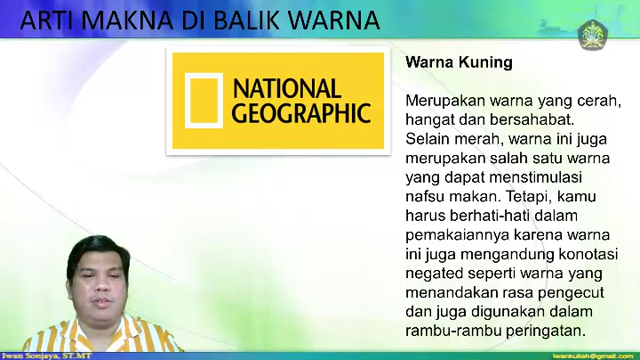 ARTI MAKNA DI BALIK WARNA
NATIONAL
GEOGRAPHIC
Warna Kuning
Merupakan warna yang cerah,
hangat dan bersahabat.
Selain merah, warna ini juga
merupakan salah satu warna
yang dapat menstimulasi
nafsu makan. Tetapi, kamu
harus berhati-hati dalam
pemakaiannya karena warna
ini juga mengandung konotasi
negated seperti warna yang
menandakan rasa pengecut
dan juga digunakan dalam
rambu-rambu peringatan.
Iwan Sonjaya, ST.MT
iwankuliah@gmail.com